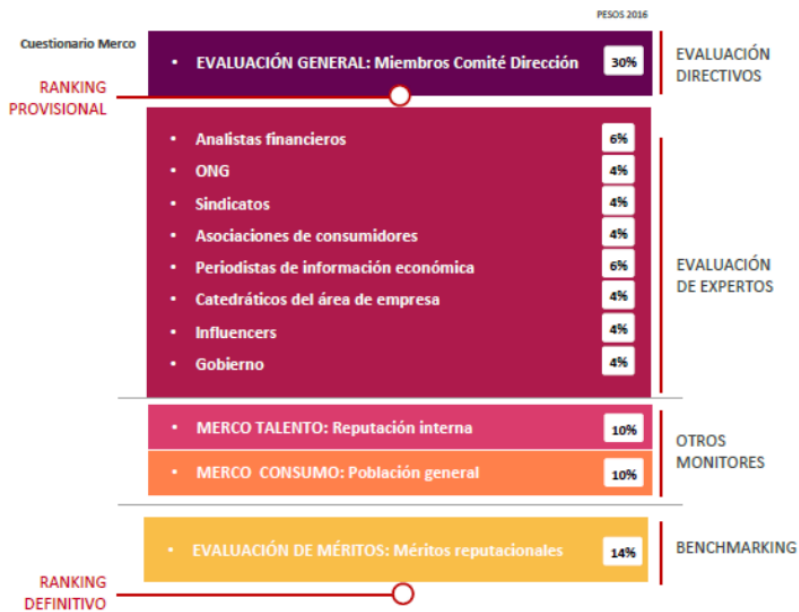 PESOS 2016
Cuestionario Merco
• EVALUACIÓN GENERAL: Miembros Comité Dirección 30%
EVALUACIÓN
DIRECTIVOS
RANKING
PROVISIONAL
• Analistas financieros 6%
• ONG 4%
• Sindicatos 4%
• Asociaciones de consumidores 4%
• Periodistas de información económica 6%
• Catedráticos del área de empresa 4%
• Influencers 4%
• Gobierno 4%
EVALUACIÓN
DE EXPERTOS
• MERCO TALENTO: Reputación interna 10%
• MERCO CONSUMO: Población general 10%
OTROS
MONITORES
• EVALUACIÓN DE MÉRITOS: Méritos reputacionales 14%
BENCHMARKING
RANKING
DEFINITIVO